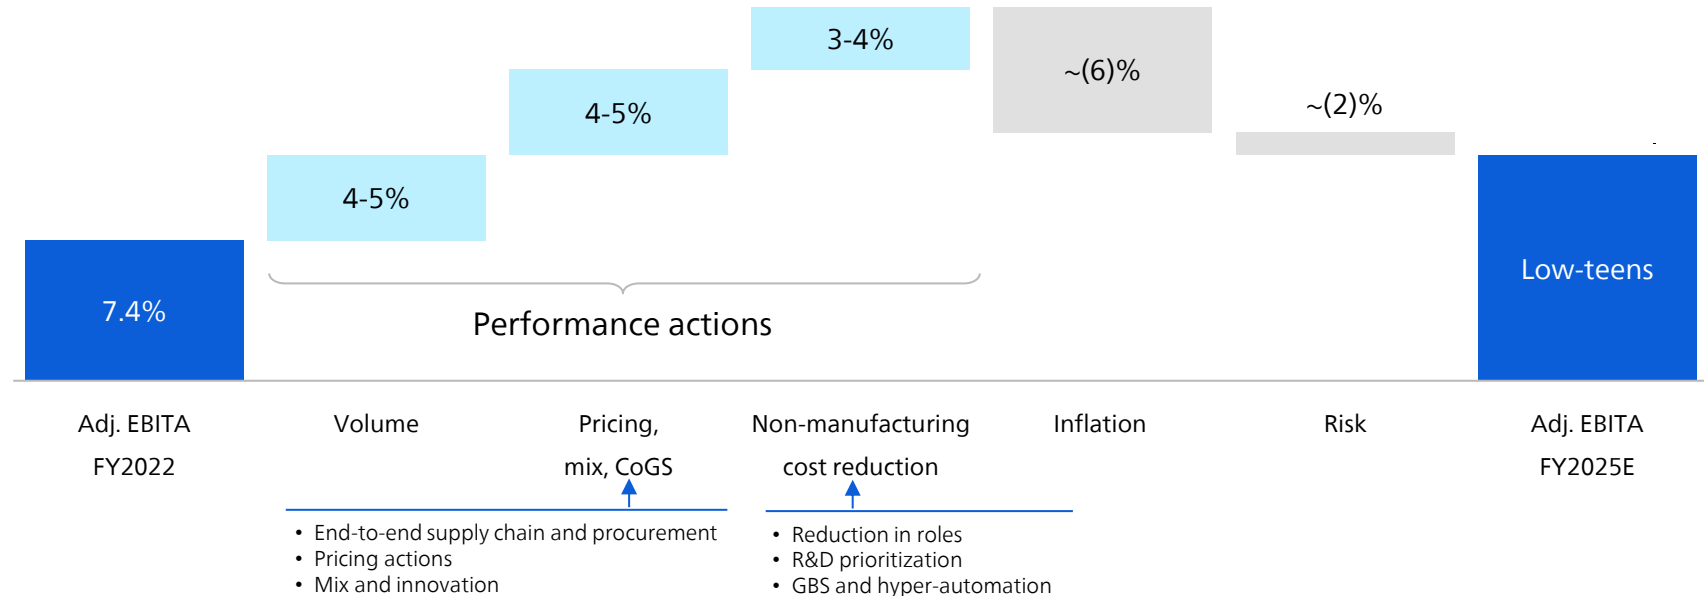 3-4%
~(6)%
4-5%
~(2)%
4-5%
Low-teens
7.4%
Performance actions
Adj. EBITA
FY2022
Volume
Pricing,
mix, CoGS
Non-manufacturing
cost reduction
Inflation
Risk
Adj. EBITA
FY2025E
• End-to-end supply chain and procurement
• Pricing actions
• Mix and innovation
• Reduction in roles
• R&D prioritization
• GBS and hyper-automation